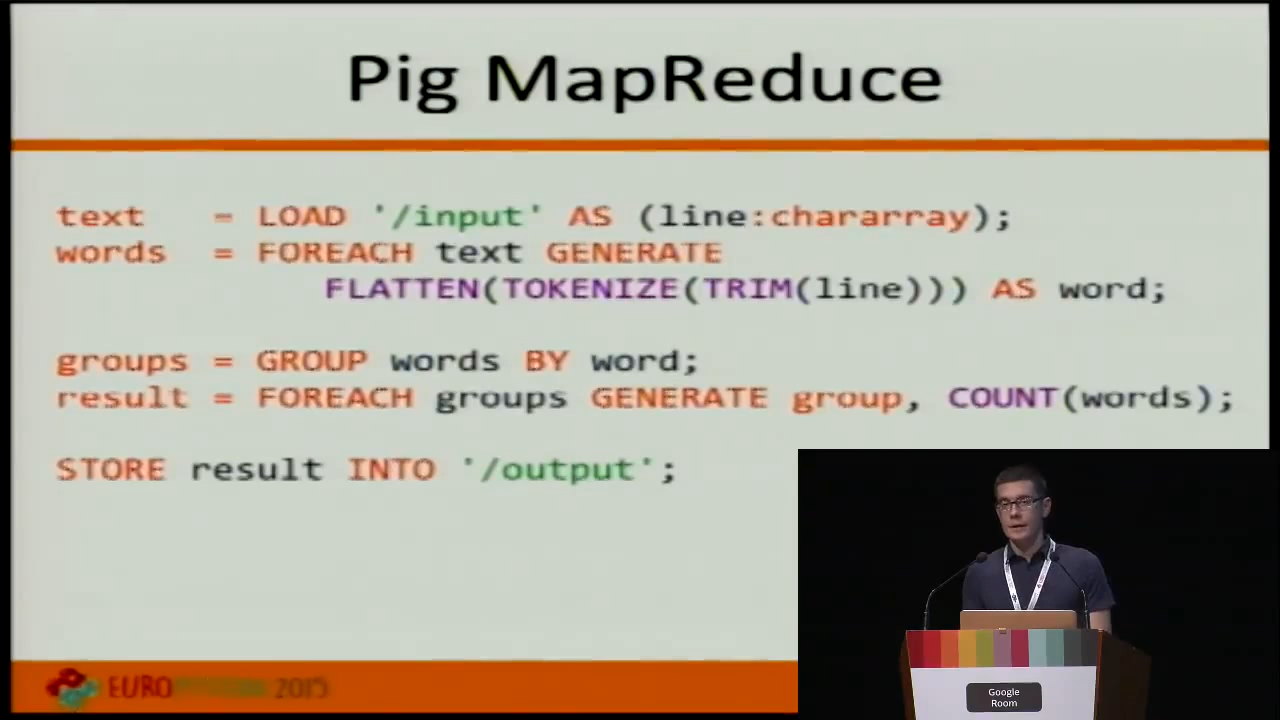 Pig MapReduce
text   = LOAD '/input' AS (line:chararray);
words  = FOREACH text GENERATE
            FLATTEN(TOKENIZE(TRIM(line))) AS word;
groups = GROUP words BY word;
result = FOREACH groups GENERATE group, COUNT(words);
STORE result INTO '/output';
EUROPYTHON 2015
Google
Room